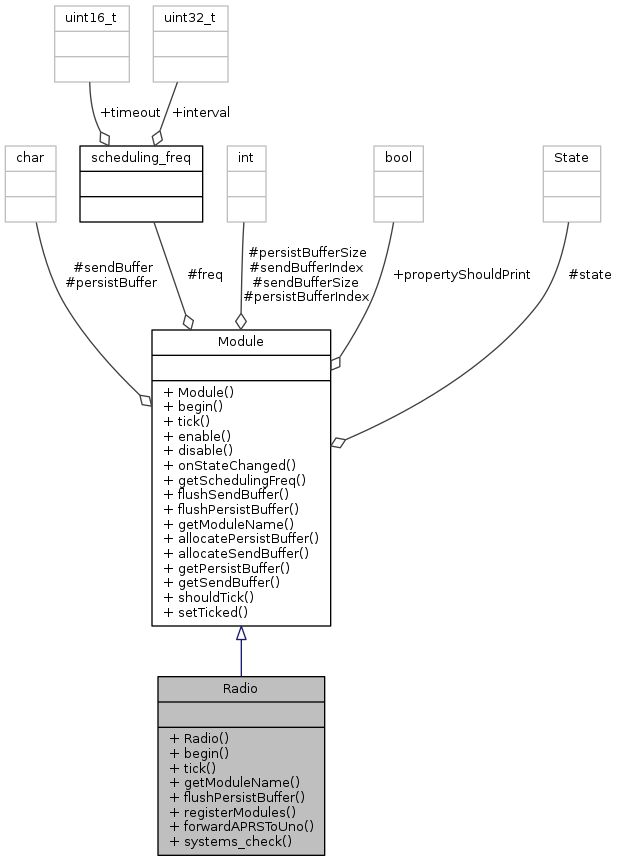 uint16_t
uint32_t
+timeout
+interval
char
scheduling_freq
int
bool
State
#sendBuffer
#persistBuffer
#freq
#persistBufferSize
#sendBufferIndex
#sendBufferSize
#persistBufferIndex
+propertyShouldPrint
#state
Module
+ Module()
+ begin()
+ tick()
+ enable()
+ disable()
+ onStateChanged()
+ getSchedulingFreq()
+ flushSendBuffer()
+ flushPersistBuffer()
+ getModuleName()
+ allocatePersistBuffer()
+ allocateSendBuffer()
+ getPersistBuffer()
+ getSendBuffer()
+ shouldTick()
+ setTicked()
Radio
+ Radio()
+ begin()
+ tick()
+ getModuleName()
+ flushPersistBuffer()
+ registerModules()
+ forwardAPRSToUno()
+ systems_check()